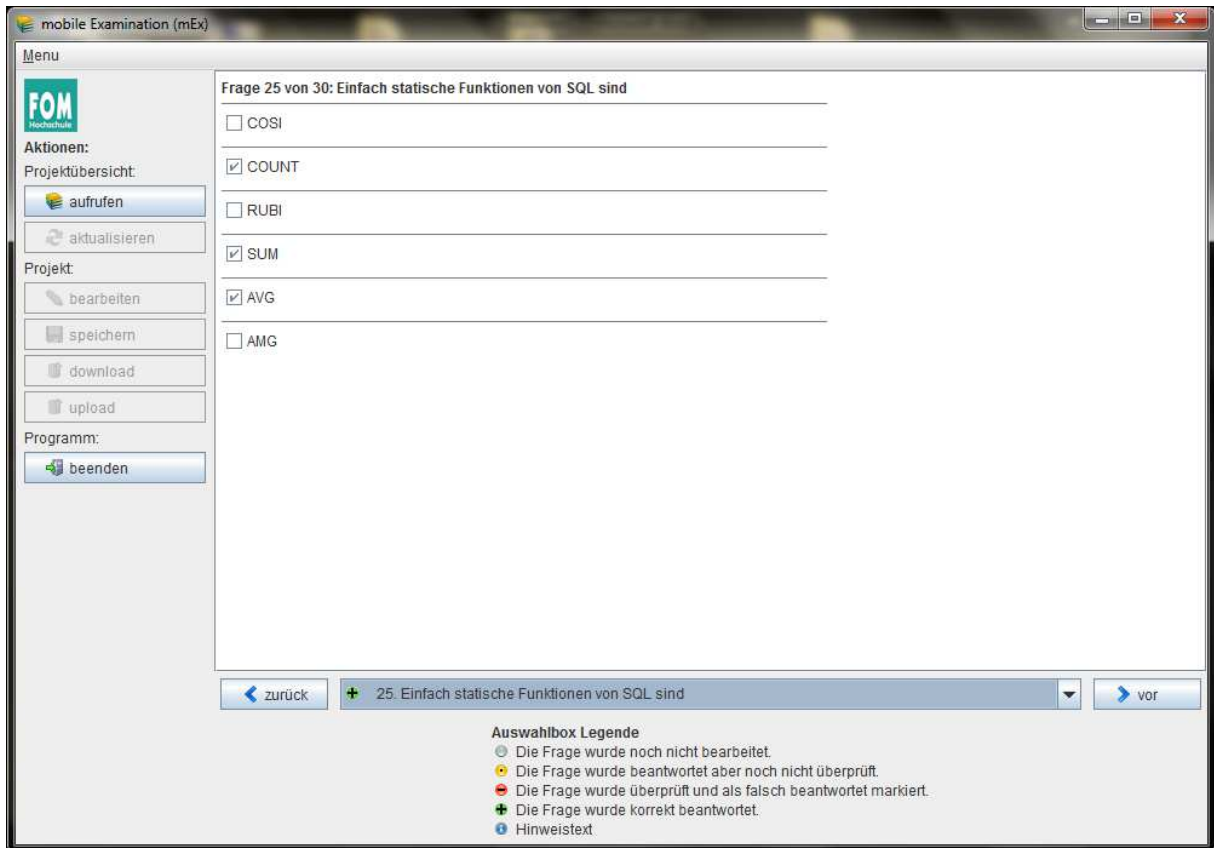 mobile Examination (mEx)
Menu
FOM
Hochschule
Aktionen:
Projektübersicht:
aufrufen
aktualisieren
Projekt:
bearbeiten
speichern
download
upload
Programm:
beenden
Frage 25 von 30: Einfach statische Funktionen von SQL sind
COSI
COUNT
RUBI
SUM
AVG
AMG
zurück
25. Einfach statische Funktionen von SQL sind
vor
Auswahlbox Legende
Die Frage wurde noch nicht bearbeitet.
Die Frage wurde beantwortet aber noch nicht überprüft.
Die Frage wurde überprüft und als falsch beantwortet markiert.
Die Frage wurde korrekt beantwortet.
Hinweistext